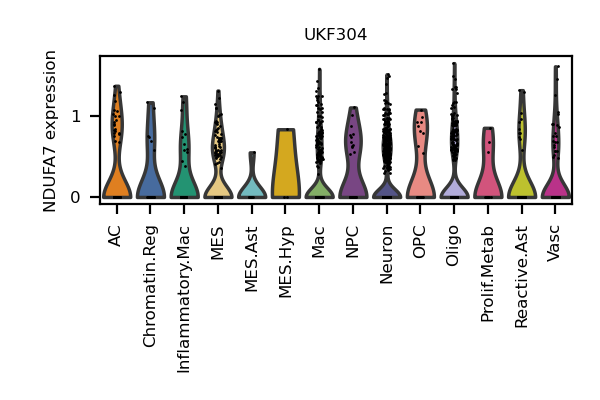 UKF304
NDUFA7 expression
1
0
AC
Chromatin.Reg
Inflammatory.Mac
MES
MES.Ast
MES.Hyp
Mac
NPC
Neuron
OPC
Oligo
Prolif.Metab
Reactive.Ast
Vasc